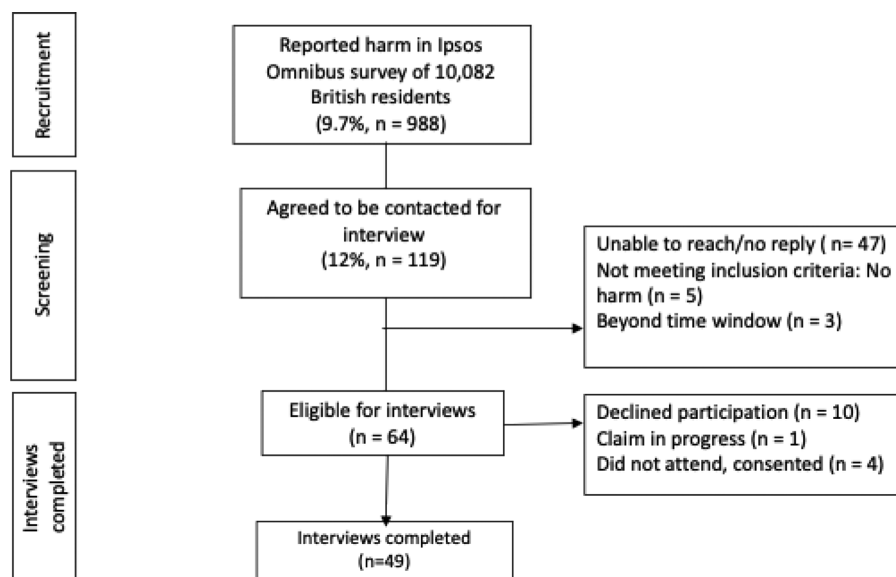 Recruitment
Reported harm in Ipsos
Omnibus survey of 10,082
British residents
(9.7%, n = 988)
Screening
Agreed to be contacted for
interview
(12%, n = 119)
Unable to reach/no reply ( n= 47)
Not meeting inclusion criteria: No
harm (n = 5)
Beyond time window (n = 3)
Interviews
completed
Eligible for interviews
(n = 64)
Declined participation (n = 10)
Claim in progress (n = 1)
Did not attend, consented (n = 4)
Interviews completed
(n=49)